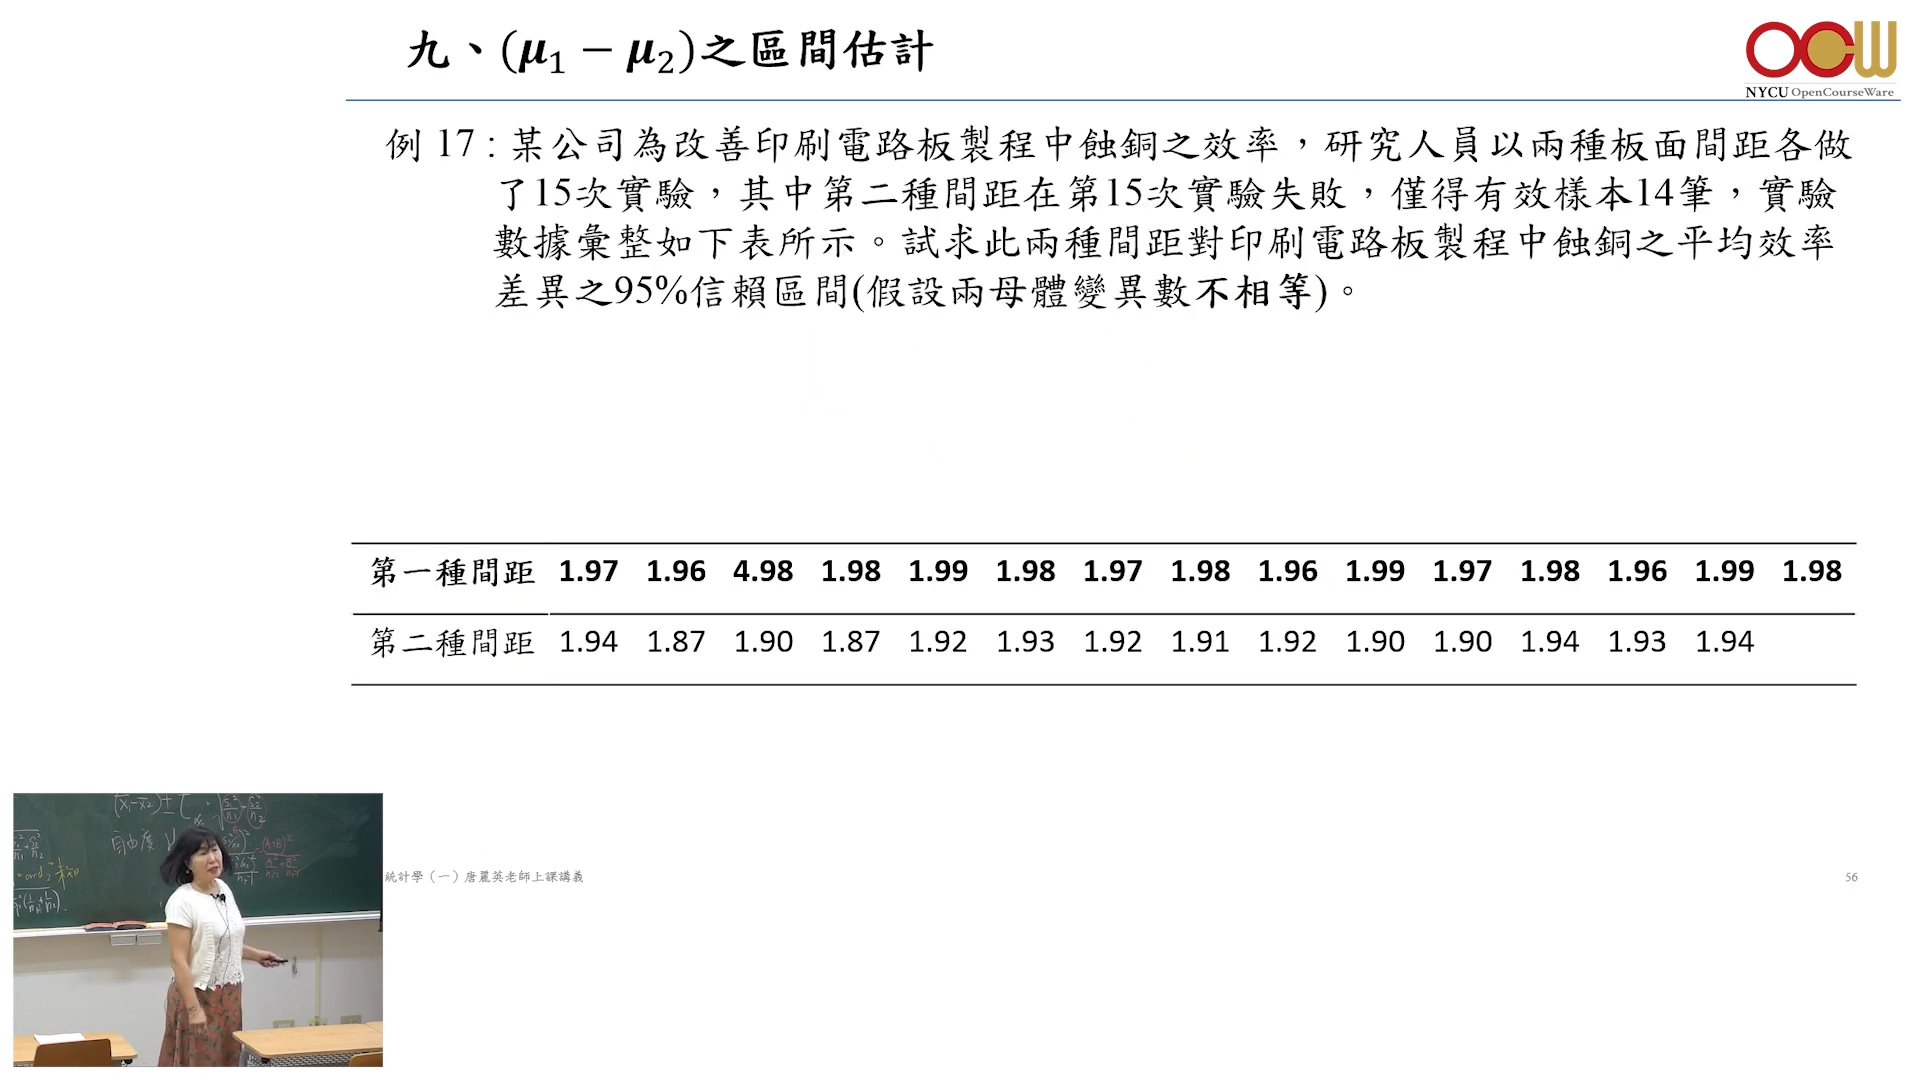 九、(μ₁ − μ₂)之區間估計
OCW
NYCU OpenCourseWare
例 17 : 某公司為改善印刷電路板製程中蝕銅之效率，研究人員以兩種板面間距各做
了15次實驗，其中第二種間距在第15次實驗失敗，僅得有效樣本14筆，實驗
數據彙整如下表所示。試求此兩種間距對印刷電路板製程中蝕銅之平均效率
差異之95%信賴區間(假設兩母體變異數不相等)。
第一種間距 1.97 1.96 4.98 1.98 1.99 1.98 1.97 1.98 1.96 1.99 1.97 1.98 1.96 1.99 1.98
第二種間距 1.94 1.87 1.90 1.87 1.92 1.93 1.92 1.91 1.92 1.90 1.90 1.94 1.93 1.94
自由度
統計學（一）唐麗英老師上課講義
56